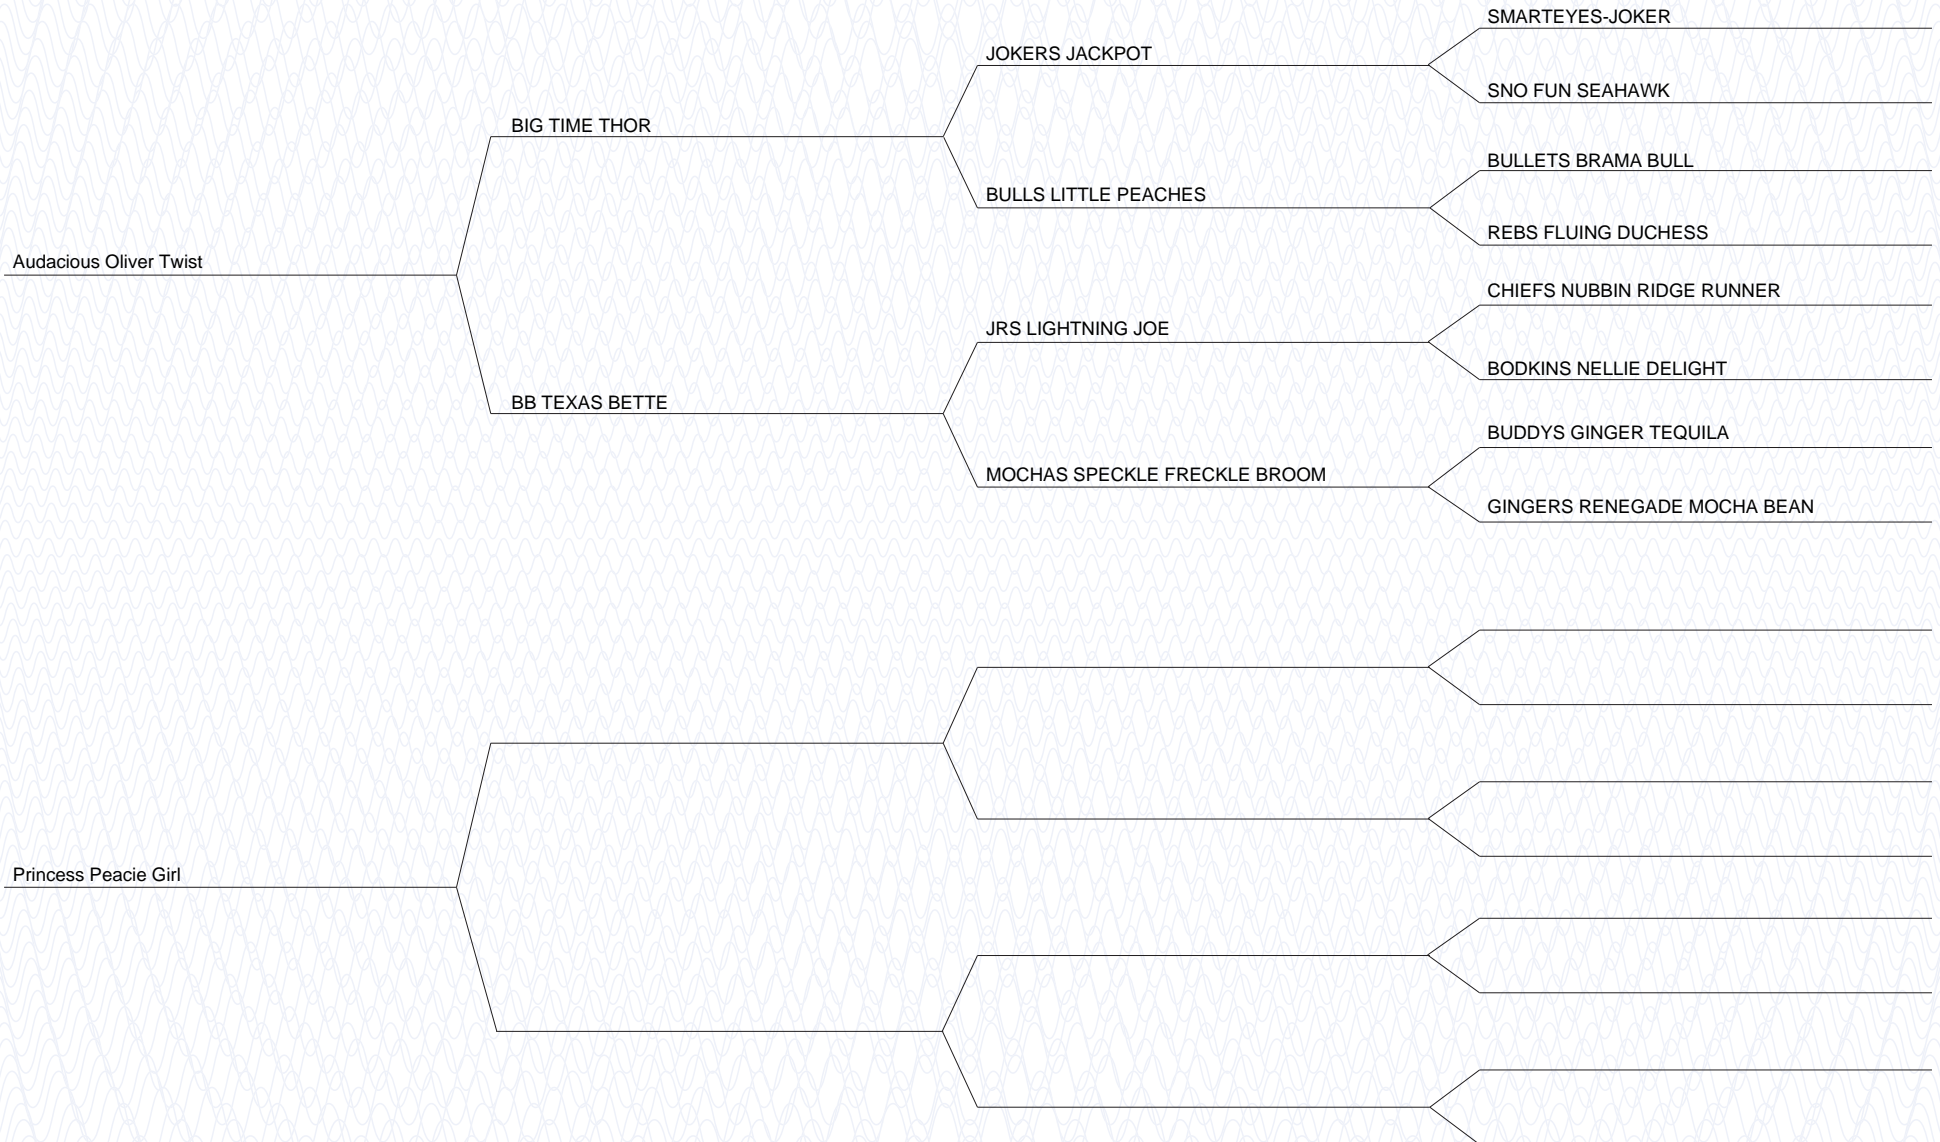 SMARTEYES-JOKER
JOKERS JACKPOT
SNO FUN SEAHAWK
BIG TIME THOR
BULLETS BRAMA BULL
BULLS LITTLE PEACHES
REBS FLUING DUCHESS
Audacious Oliver Twist
CHIEFS NUBBIN RIDGE RUNNER
JRS LIGHTNING JOE
BODKINS NELLIE DELIGHT
BB TEXAS BETTE
BUDDYS GINGER TEQUILA
MOCHAS SPECKLE FRECKLE BROOM
GINGERS RENEGADE MOCHA BEAN
Princess Peacie Girl